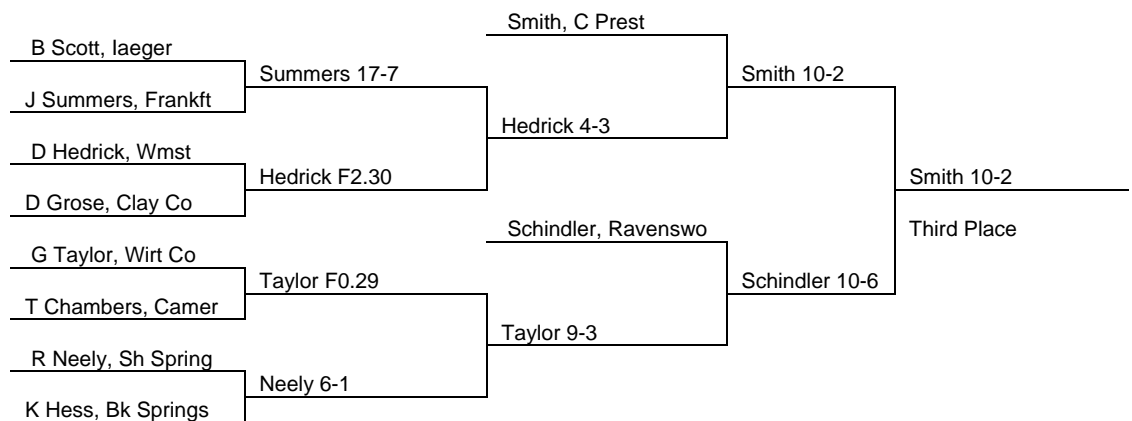 Smith, C Prest
B Scott, Iaeger
Summers 17-7
Smith 10-2
J Summers, Frankft
Hedrick 4-3
D Hedrick, Wmst
Hedrick F2.30
Smith 10-2
D Grose, Clay Co
Schindler, Ravenswo
Third Place
G Taylor, Wirt Co
Taylor F0.29
Schindler 10-6
T Chambers, Camer
Taylor 9-3
R Neely, Sh Spring
Neely 6-1
K Hess, Bk Springs